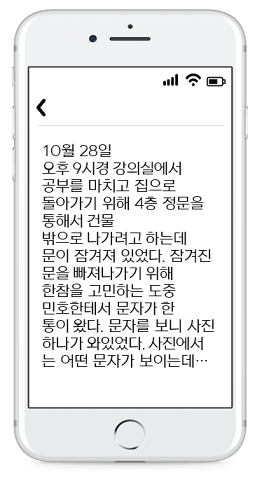 10월 28일
오후 9시경 강의실에서
공부를 마치고 집으로
돌아가기 위해 4층 정문을
통해서 건물
밖으로 나가려고 하는데
문이 잠겨져 있었다. 잠겨진
문을 빠져나가기 위해
한참을 고민하는 도중
민호한테서 문자가 한
통이 왔다. 문자를 보니 사진
하나가 와있었다. 사진에서
는 어떤 문자가 보이는데…